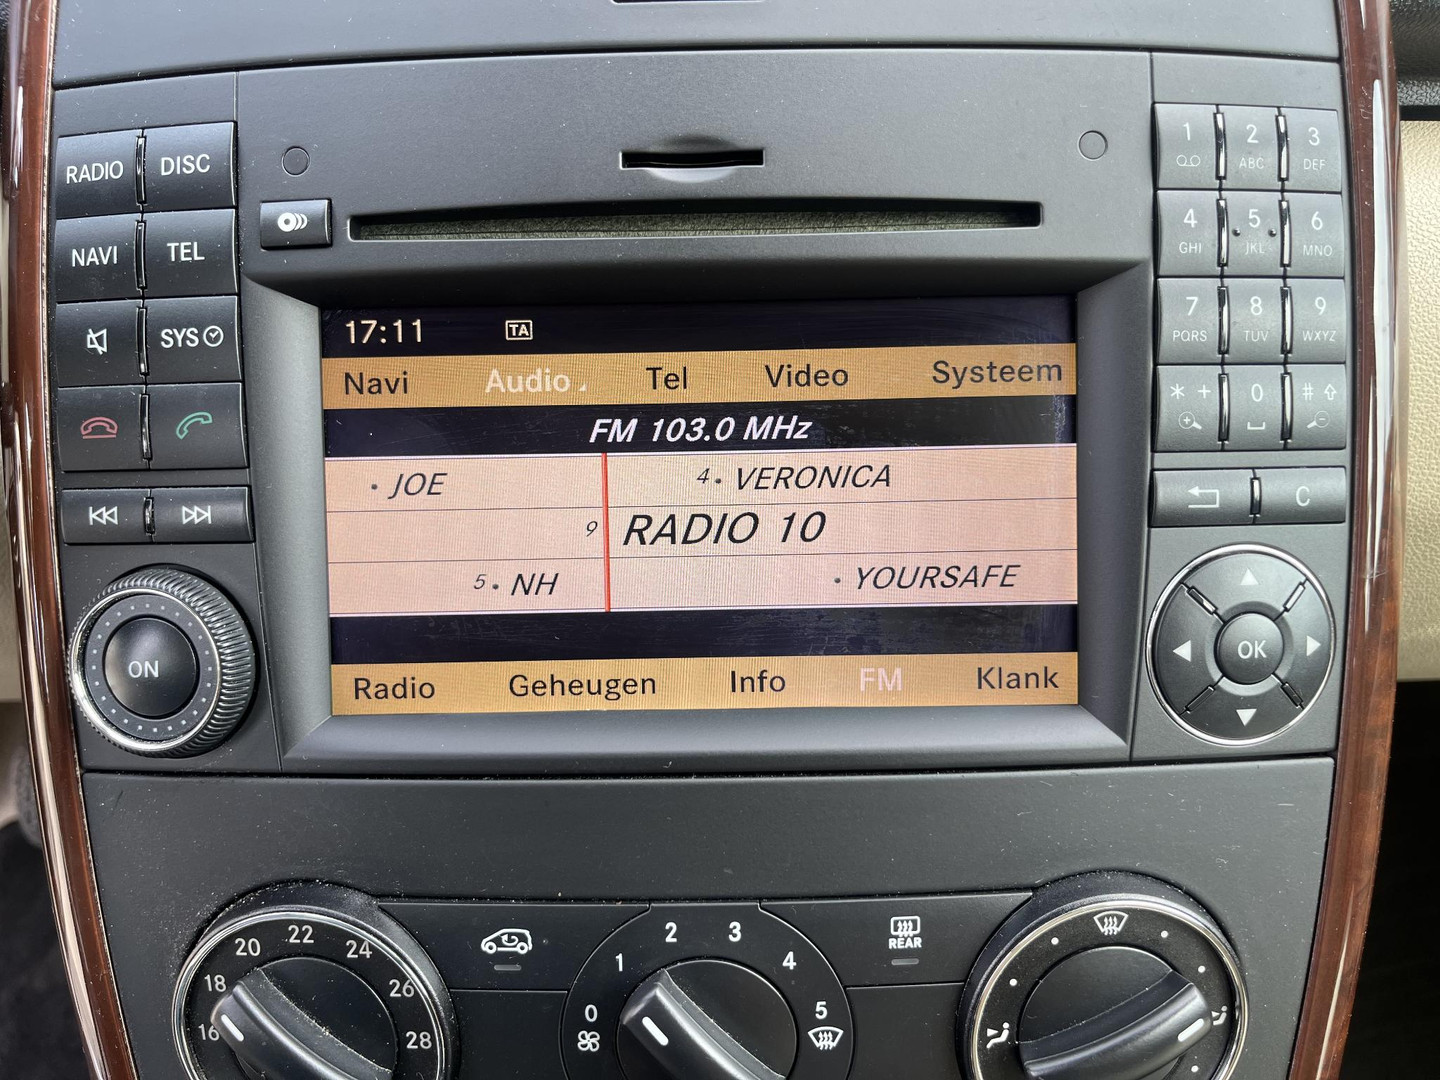 RADIO DISC
NAVI TEL
SYS
ON
17:11 TA
Navi Audio Tel Video Systeem
FM 103.0 MHz
JOE 4 VERONICA
9 RADIO 10
5 NH YOURSAFE
Radio Geheugen Info FM Klank
1 2 3
ABC DEF
4 5 6
GHI JKL MNO
7 8 9
PQRS TUV WXYZ
* + 0 #
C
OK
16 18 20 22 24 26 28
0 1 2 3 4 5
REAR